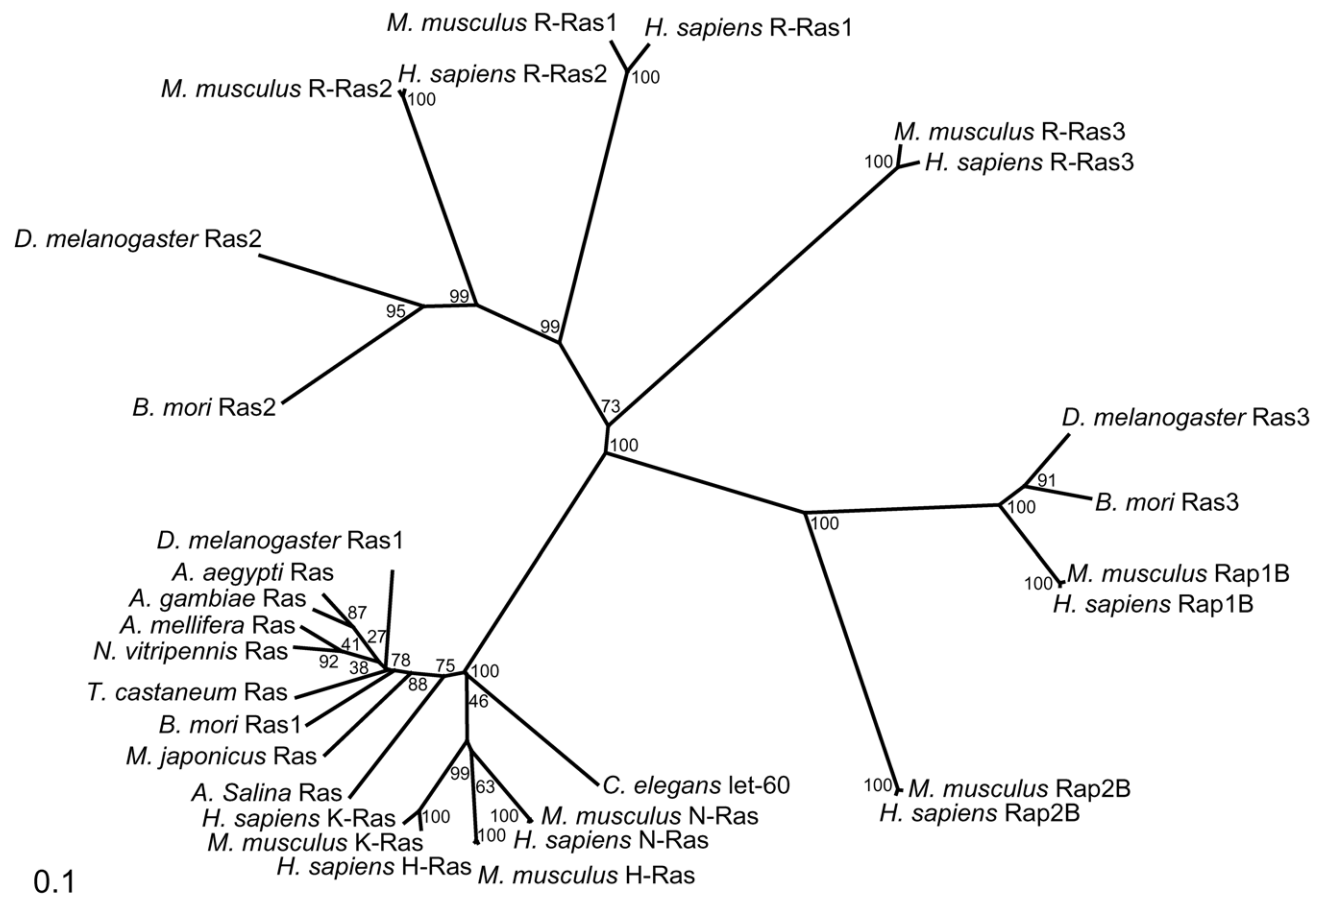 M. musculus R-Ras1
H. sapiens R-Ras1
100
H. sapiens R-Ras2
M. musculus R-Ras2
100
M. musculus R-Ras3
100
H. sapiens R-Ras3
D. melanogaster Ras2
99
95
99
B. mori Ras2
73
100
D. melanogaster Ras3
91
B. mori Ras3
100
100
100
M. musculus Rap1B
H. sapiens Rap1B
D. melanogaster Ras1
A. aegypti Ras
A. gambiae Ras
87
A. mellifera Ras
27
41
N. vitripennis Ras
92
38
78
75
100
88
46
T. castaneum Ras
B. mori Ras1
M. japonicus Ras
99
63
C. elegans let-60
A. Salina Ras
100
M. musculus Rap2B
H. sapiens Rap2B
H. sapiens K-Ras
100
100
M. musculus N-Ras
M. musculus K-Ras
100
H. sapiens N-Ras
H. sapiens H-Ras
M. musculus H-Ras
0.1